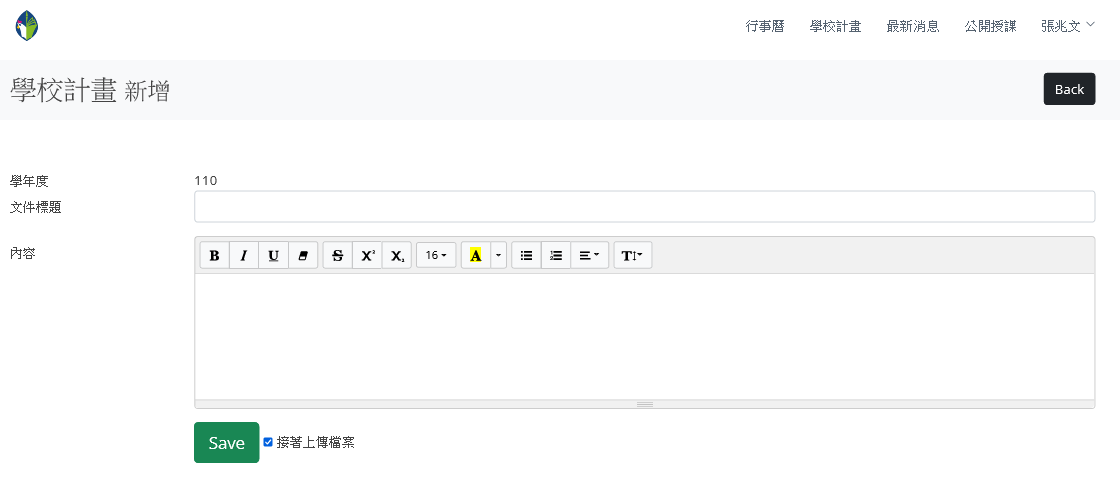 行事曆 學校計畫 最新消息 公開授課 張兆文
學校計畫 新增
Back
學年度 110
文件標題
內容
B I U S X² X₂ 16 A T
Save 接著上傳檔案